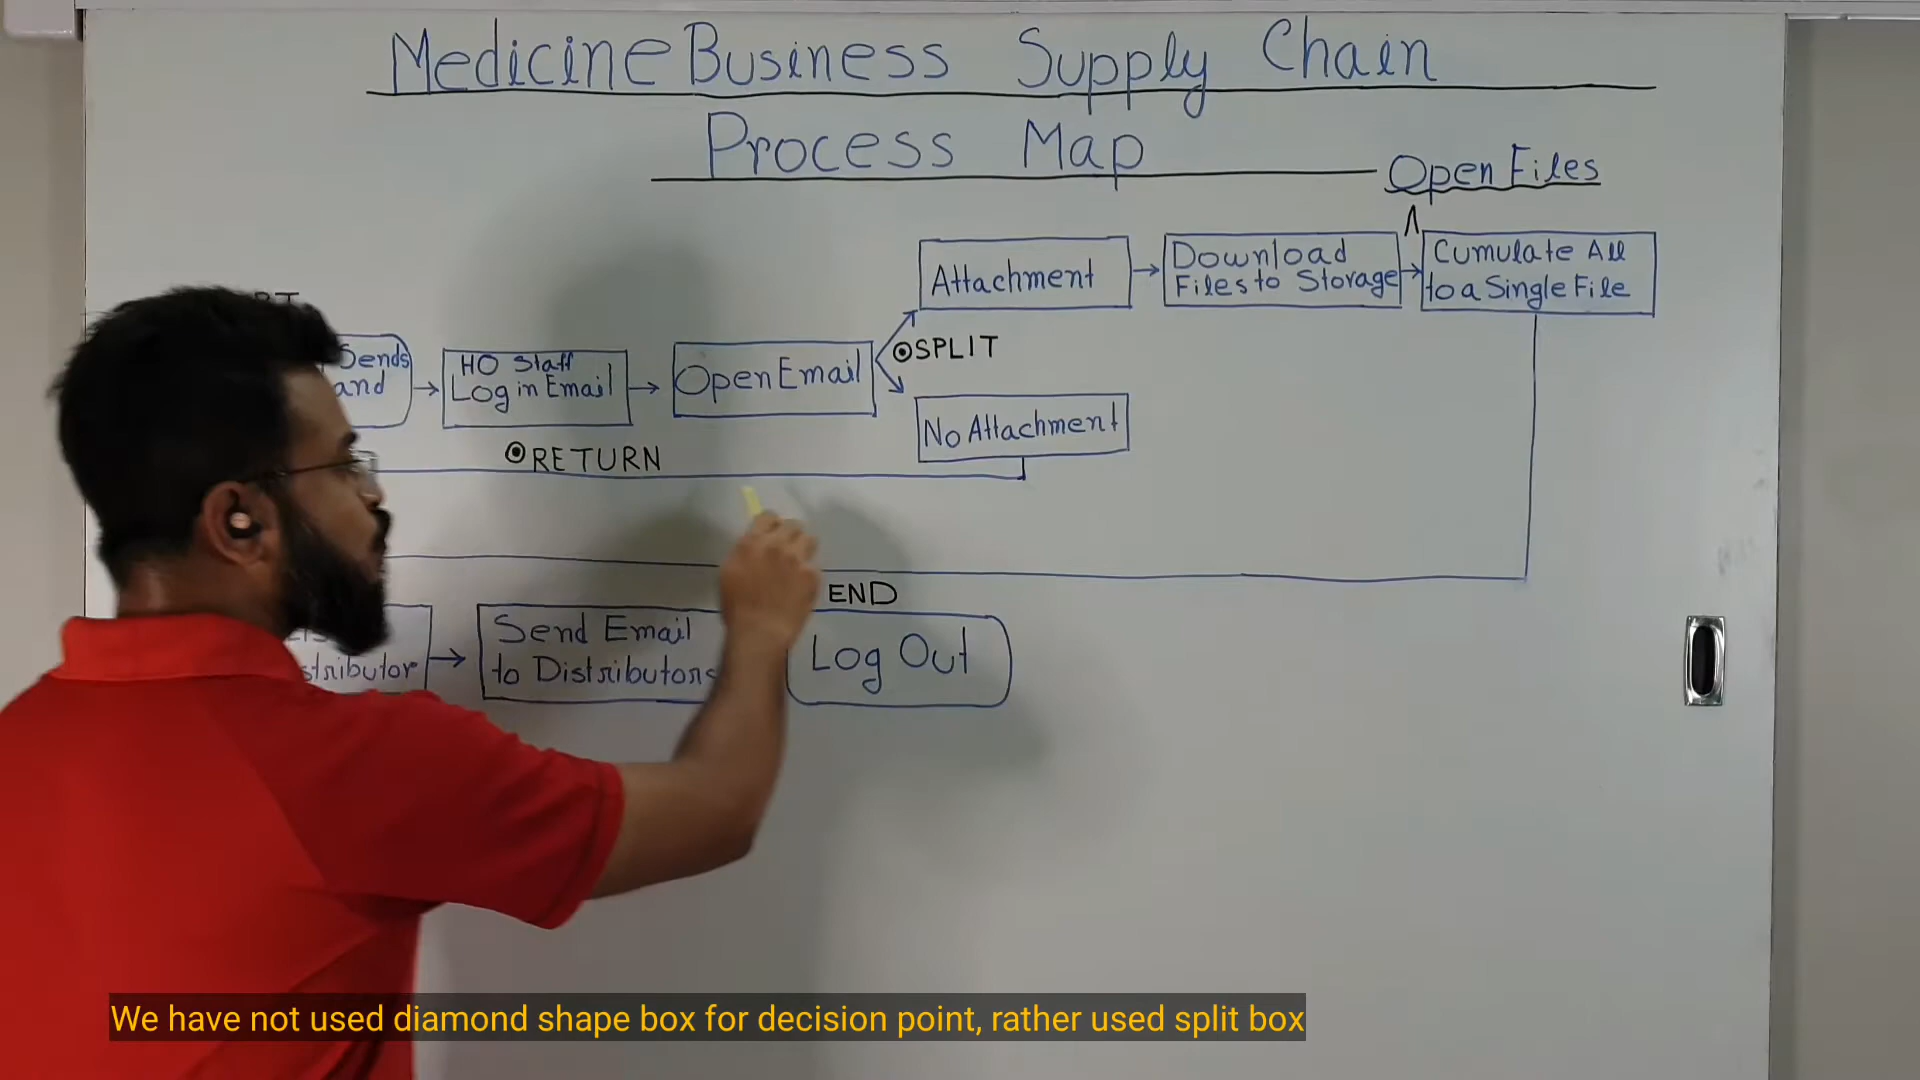 Medicine Business Supply Chain
Process Map
Open Files
Attachment
Download
Files to Storage
Cumulate All
to a Single File
Sends
and
HO Staff
Log in Email
Open Email
SPLIT
No Attachment
RETURN
END
stributor
Send Email
to Distributors
Log Out
We have not used diamond shape box for decision point, rather used split box